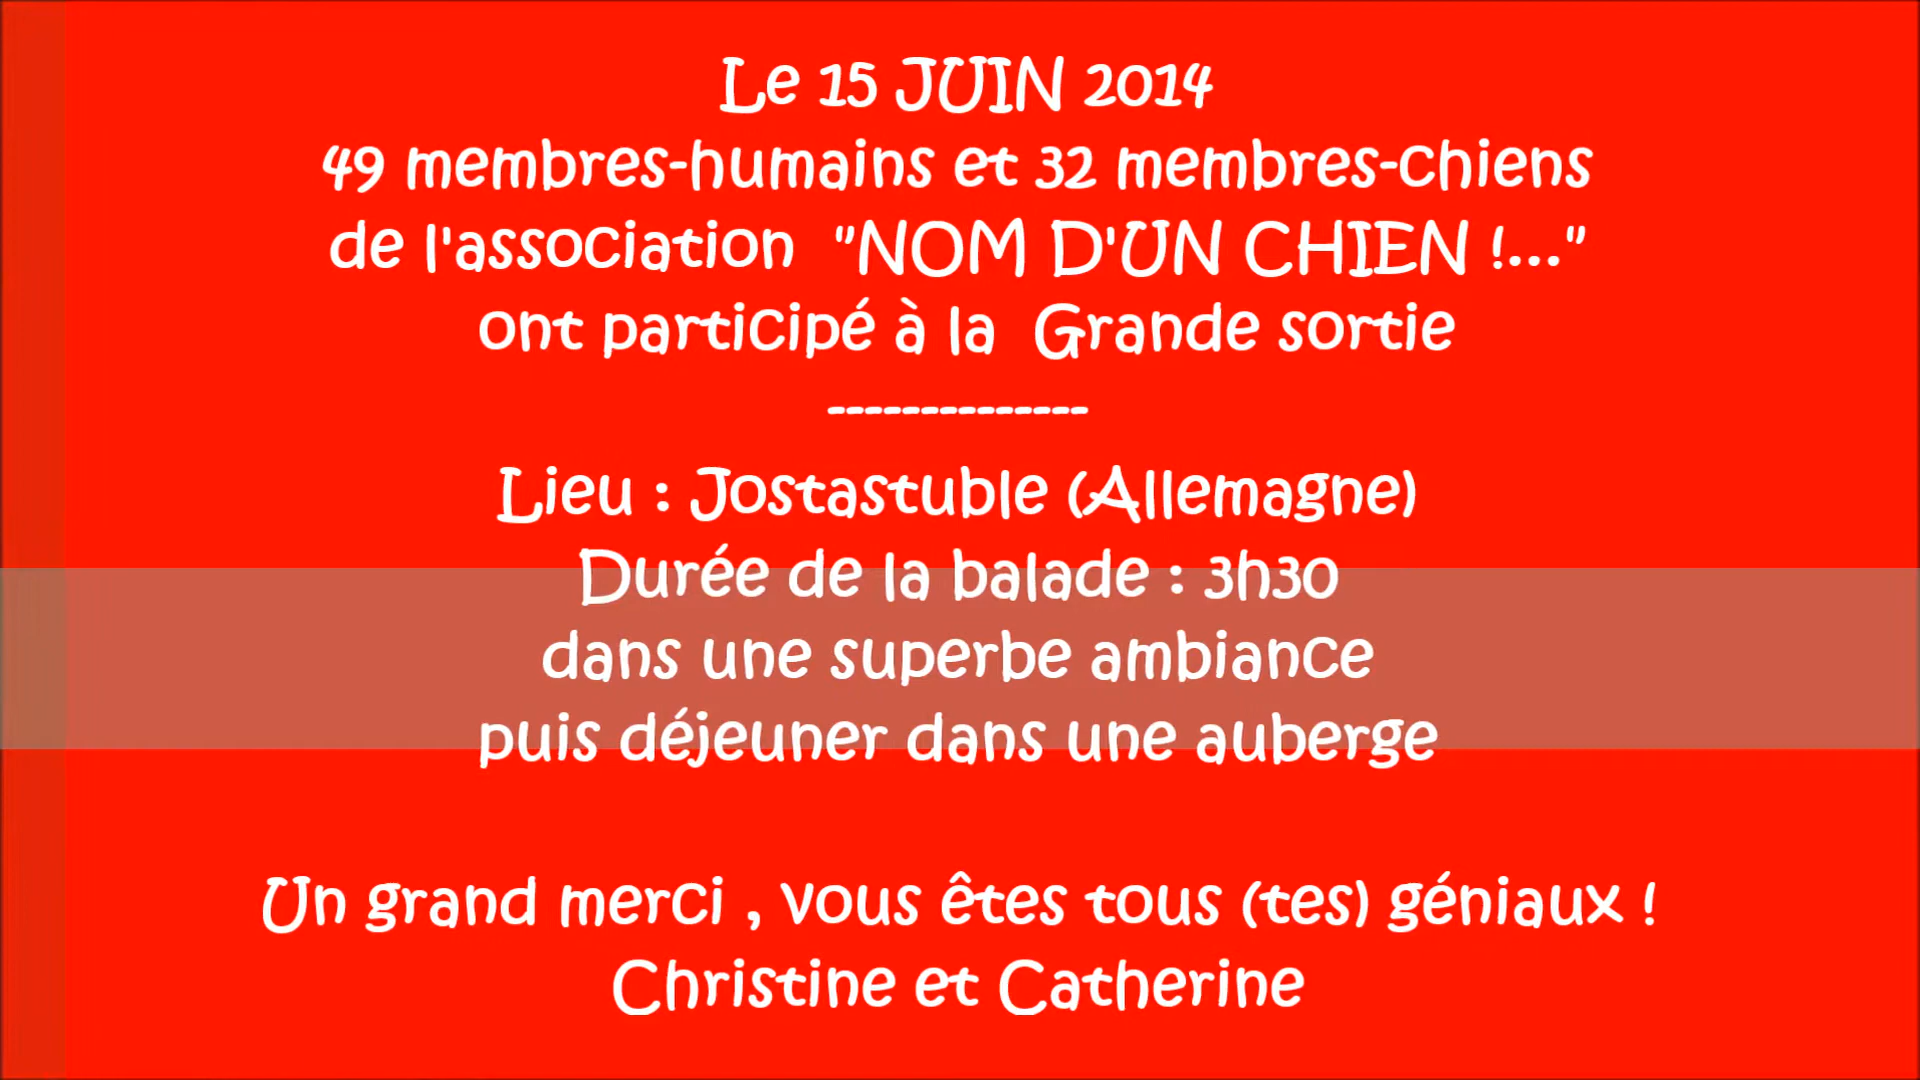 Le 15 JUIN 2014
49 membres-humains et 32 membres-chiens
de l'association "NOM D'UN CHIEN !..."
ont participé à la Grande sortie
--------------
Lieu : Jostastuble (Allemagne)
Durée de la balade : 3h30
dans une superbe ambiance
puis déjeuner dans une auberge
Un grand merci , vous êtes tous (tes) géniaux !
Christine et Catherine